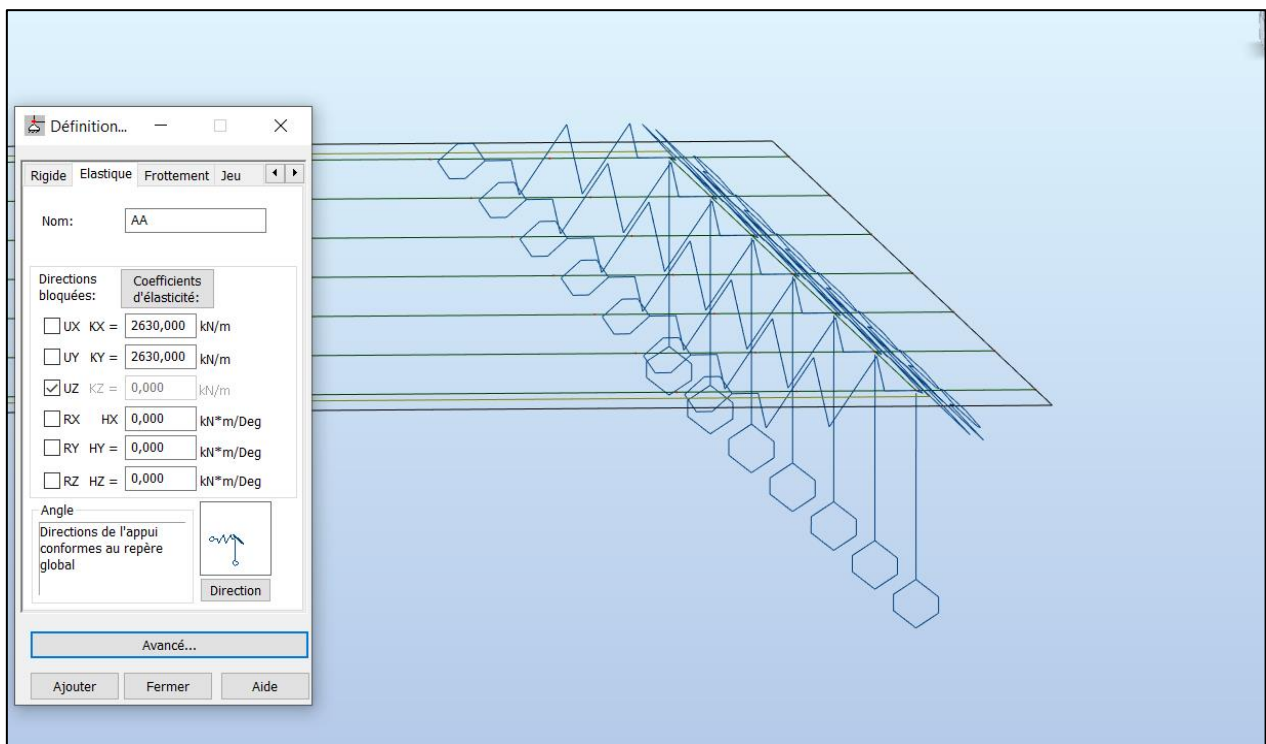 Définition...
Rigide Elastique Frottement Jeu
Nom: AA
Directions bloquées: Coefficients d'élasticité:
UX KX = 2630,000 kN/m
UY KY = 2630,000 kN/m
UZ KZ = 0,000 kN/m
RX HX 0,000 kN*m/Deg
RY HY = 0,000 kN*m/Deg
RZ HZ = 0,000 kN*m/Deg
Angle
Directions de l'appui
conformes au repère
global
Direction
Avancé...
Ajouter Fermer Aide